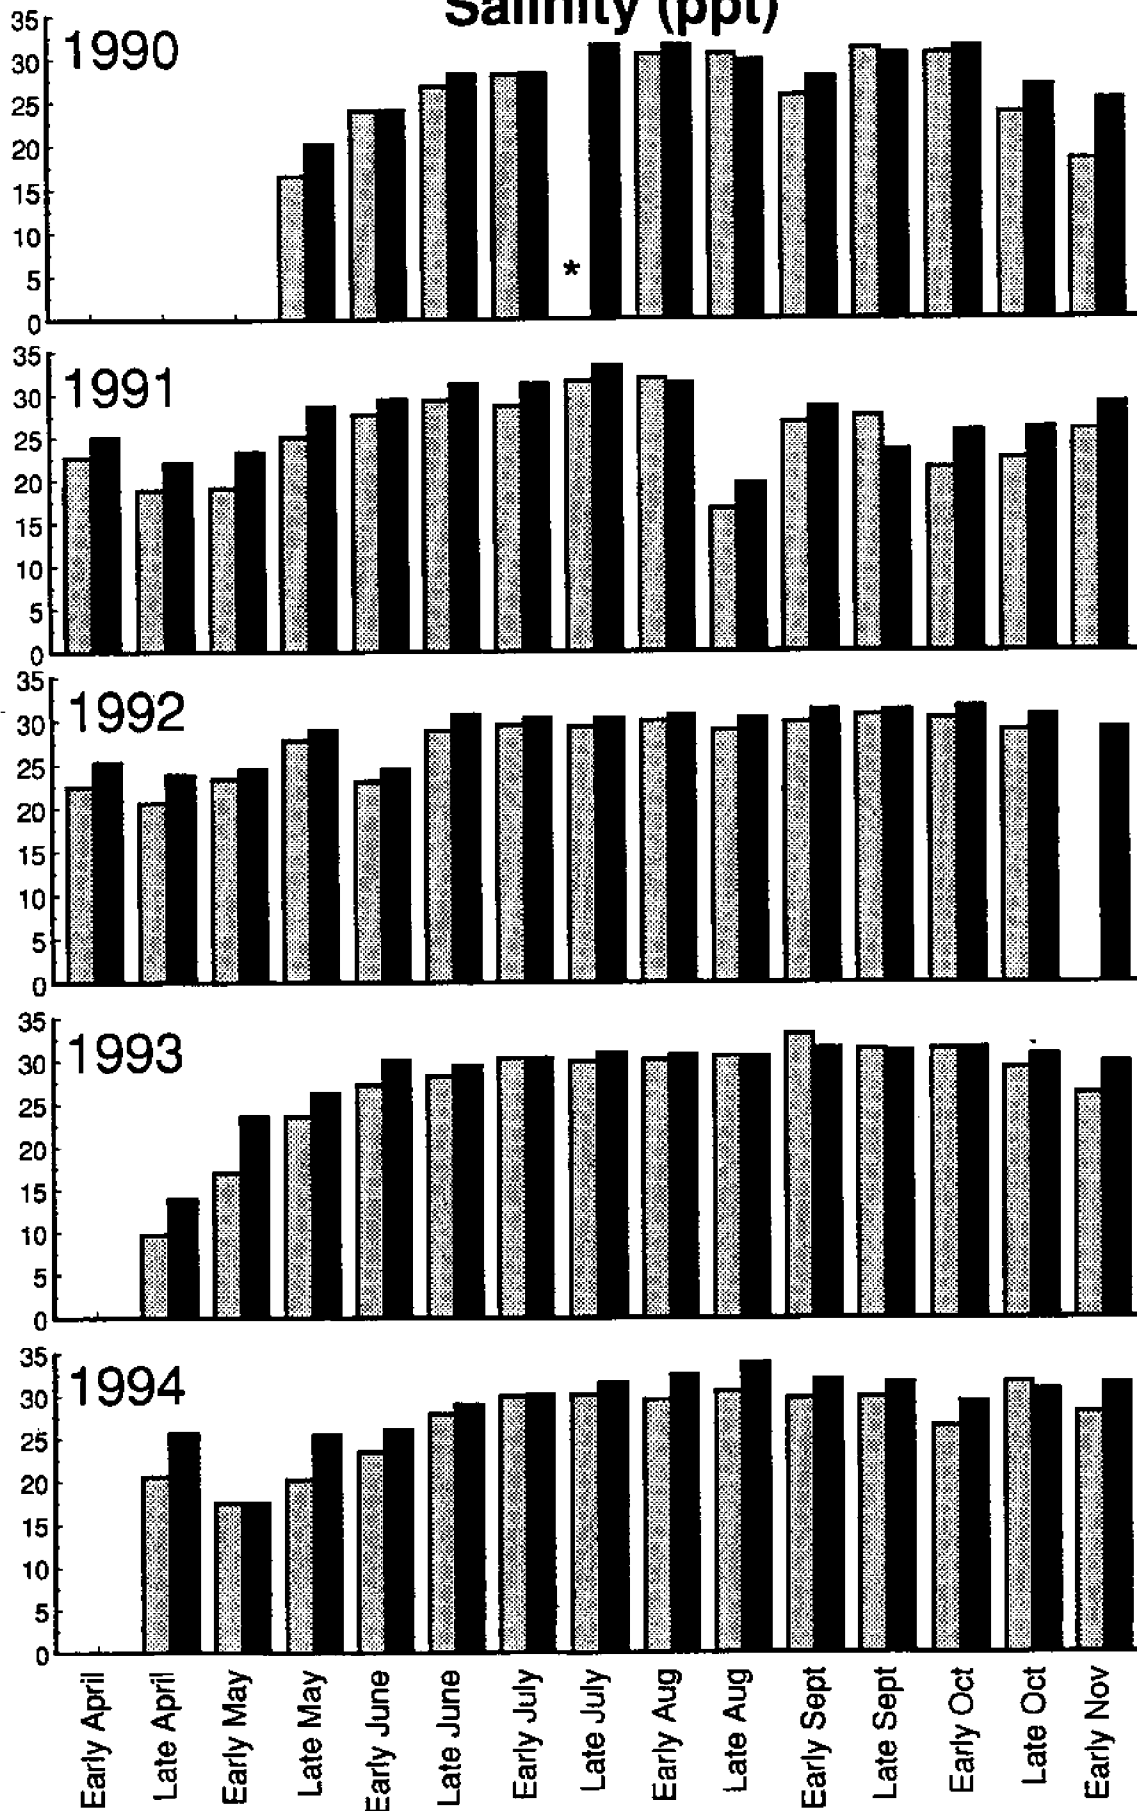 Salinity (ppt)
1990
35
30
25
20
15
10
5
0
*
1991
35
30
25
20
15
10
5
0
1992
35
30
25
20
15
10
5
0
1993
35
30
25
20
15
10
5
0
1994
35
30
25
20
15
10
5
0
Early April
Late April
Early May
Late May
Early June
Late June
Early July
Late July
Early Aug
Late Aug
Early Sept
Late Sept
Early Oct
Late Oct
Early Nov